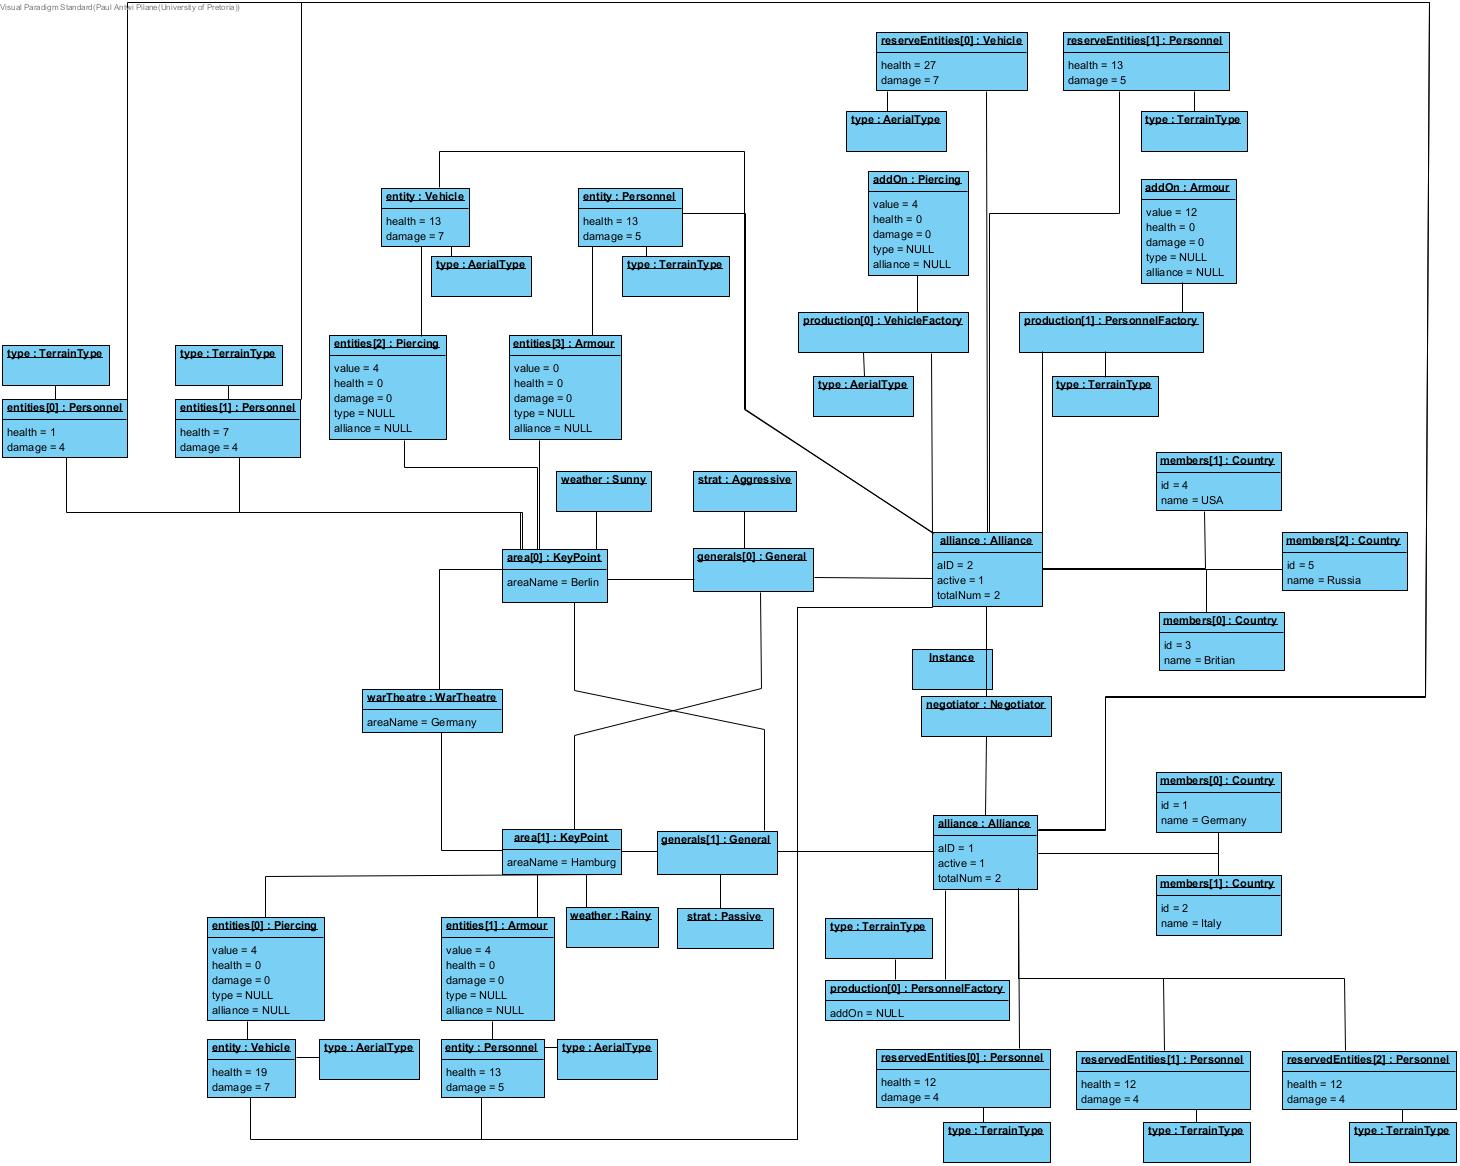 Visual Paradigm Standard(Paul Antwi Pilane(University of Pretoria))
reserveEntities[0] : Vehicle
health = 27
damage = 7
reserveEntities[1] : Personnel
health = 13
damage = 5
type : AerialType
type : TerrainType
addOn : Piercing
value = 4
health = 0
damage = 0
type = NULL
alliance = NULL
addOn : Armour
value = 12
health = 0
damage = 0
type = NULL
alliance = NULL
entity : Vehicle
health = 13
damage = 7
entity : Personnel
health = 13
damage = 5
type : AerialType
type : TerrainType
production[0] : VehicleFactory
production[1] : PersonnelFactory
type : TerrainType
type : TerrainType
entities[2] : Piercing
value = 4
health = 0
damage = 0
type = NULL
alliance = NULL
entities[3] : Armour
value = 0
health = 0
damage = 0
type = NULL
alliance = NULL
type : AerialType
type : TerrainType
entities[0] : Personnel
health = 1
damage = 4
entities[1] : Personnel
health = 7
damage = 4
weather : Sunny
strat : Aggressive
members[1] : Country
id = 4
name = USA
area[0] : KeyPoint
areaName = Berlin
generals[0] : General
alliance : Alliance
aID = 2
active = 1
totalNum = 2
members[2] : Country
id = 5
name = Russia
members[0] : Country
id = 3
name = Britian
Instance
warTheatre : WarTheatre
areaName = Germany
negotiator : Negotiator
members[0] : Country
id = 1
name = Germany
area[1] : KeyPoint
areaName = Hamburg
generals[1] : General
alliance : Alliance
aID = 1
active = 1
totalNum = 2
members[1] : Country
id = 2
name = Italy
entities[0] : Piercing
value = 4
health = 0
damage = 0
type = NULL
alliance = NULL
entities[1] : Armour
value = 4
health = 0
damage = 0
type = NULL
alliance = NULL
weather : Rainy
strat : Passive
type : TerrainType
production[0] : PersonnelFactory
addOn = NULL
entity : Vehicle
health = 19
damage = 7
type : AerialType
entity : Personnel
health = 13
damage = 5
type : AerialType
reservedEntities[0] : Personnel
health = 12
damage = 4
reservedEntities[1] : Personnel
health = 12
damage = 4
reservedEntities[2] : Personnel
health = 12
damage = 4
type : TerrainType
type : TerrainType
type : TerrainType